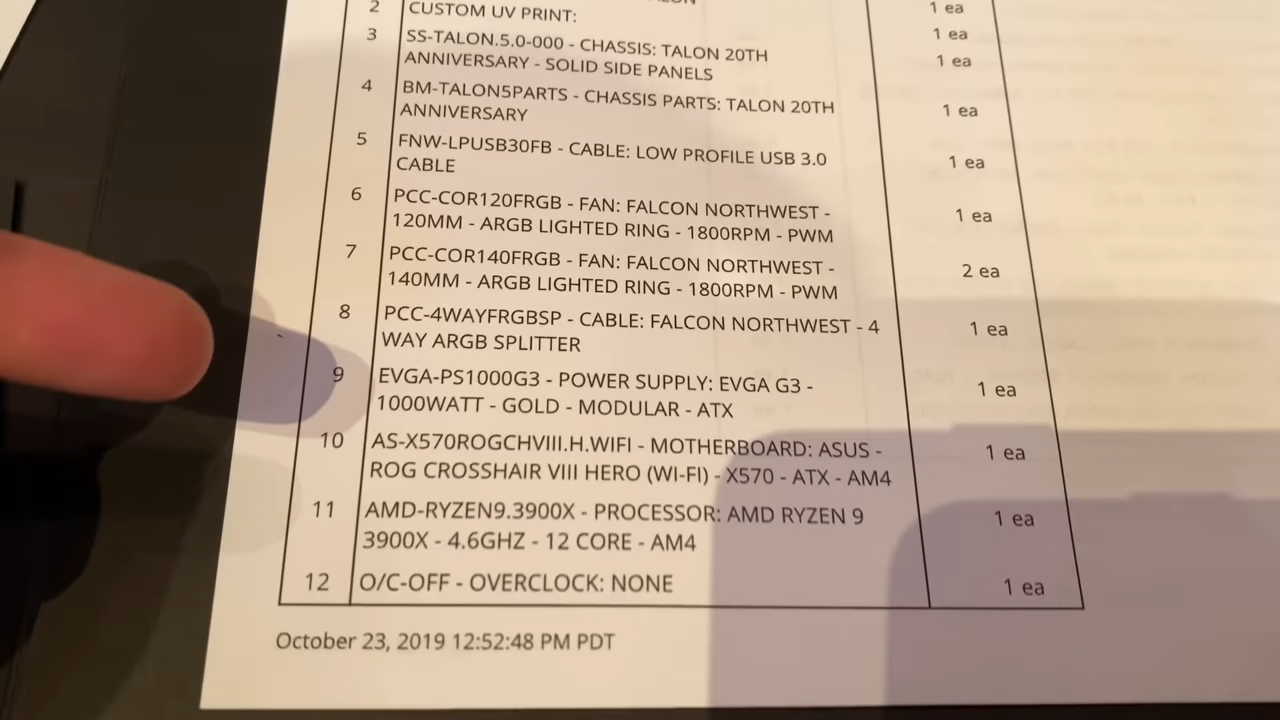 2 CUSTOM UV PRINT: 1 ea
3 SS-TALON.5.0-000 - CHASSIS: TALON 20TH 1 ea
ANNIVERSARY - SOLID SIDE PANELS 1 ea
4 BM-TALON5PARTS - CHASSIS PARTS: TALON 20TH 1 ea
ANNIVERSARY
5 FNW-LPUSB30FB - CABLE: LOW PROFILE USB 3.0 1 ea
CABLE
6 PCC-COR120FRGB - FAN: FALCON NORTHWEST - 1 ea
120MM - ARGB LIGHTED RING - 1800RPM - PWM
7 PCC-COR140FRGB - FAN: FALCON NORTHWEST - 2 ea
140MM - ARGB LIGHTED RING - 1800RPM - PWM
8 PCC-4WAYFRGBSP - CABLE: FALCON NORTHWEST - 4 1 ea
WAY ARGB SPLITTER
9 EVGA-PS1000G3 - POWER SUPPLY: EVGA G3 - 1 ea
1000WATT - GOLD - MODULAR - ATX
10 AS-X570ROGCHVIII.H.WIFI - MOTHERBOARD: ASUS - 1 ea
ROG CROSSHAIR VIII HERO (WI-FI) - X570 - ATX - AM4
11 AMD-RYZEN9.3900X - PROCESSOR: AMD RYZEN 9 1 ea
3900X - 4.6GHZ - 12 CORE - AM4
12 O/C-OFF - OVERCLOCK: NONE 1 ea
October 23, 2019 12:52:48 PM PDT